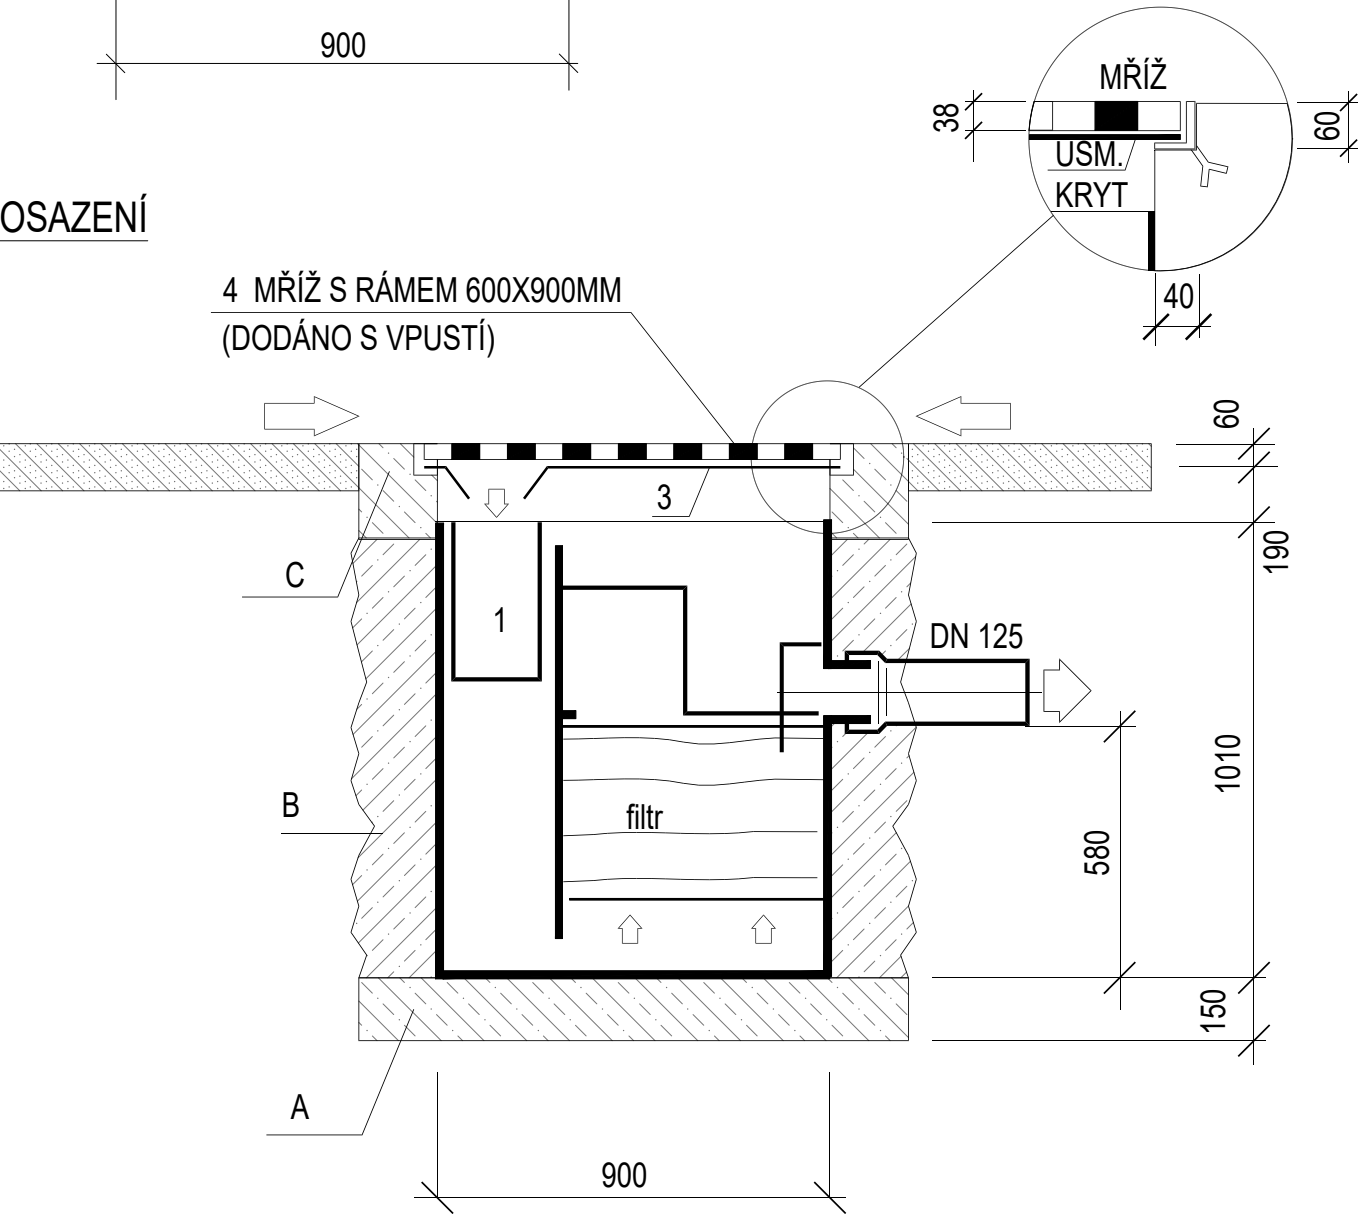 900
MŘÍŽ
38
60
USM.
KRYT
40
OSAZENÍ
4 MŘÍŽ S RÁMEM 600X900MM
(DODÁNO S VPUSTÍ)
60
3
190
C
1
DN 125
1010
B
filtr
580
150
A
900